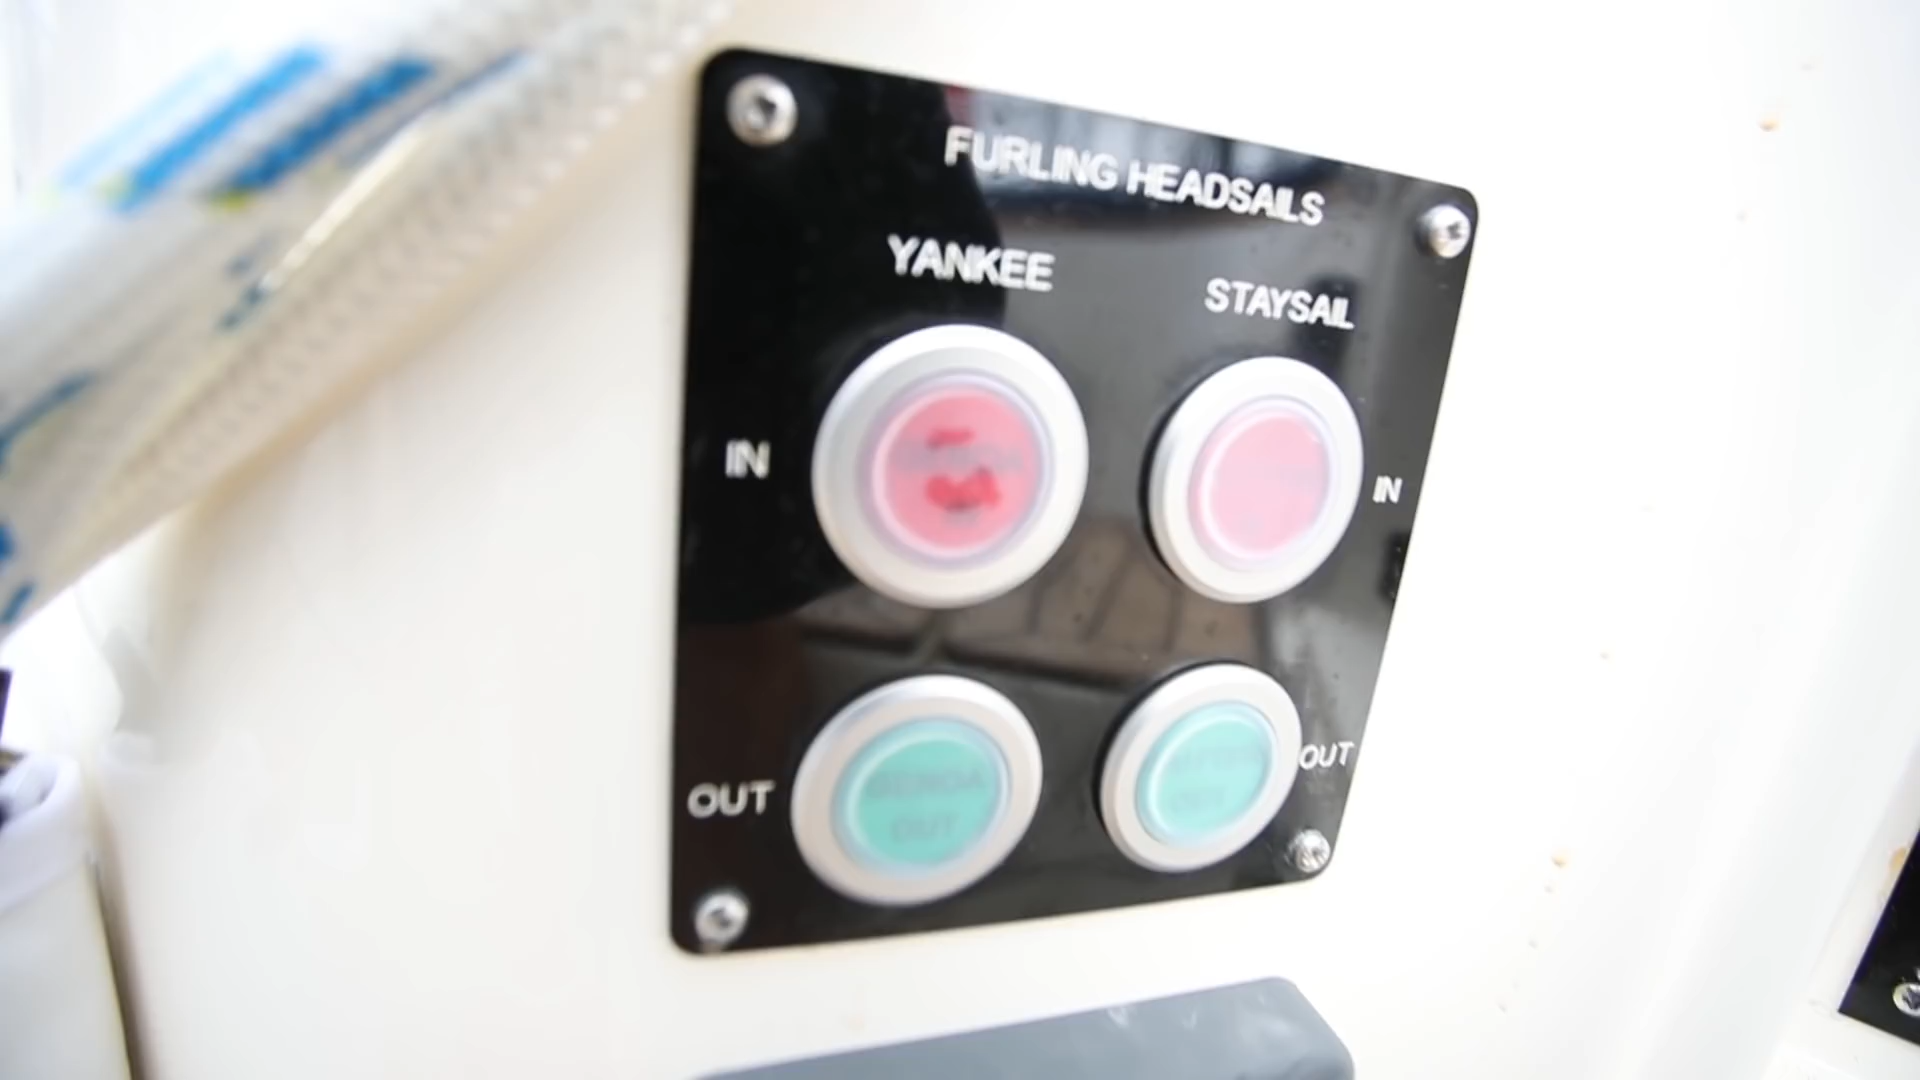 FURLING HEADSAILS
YANKEE
STAYSAIL
IN
IN
OUT
OUT